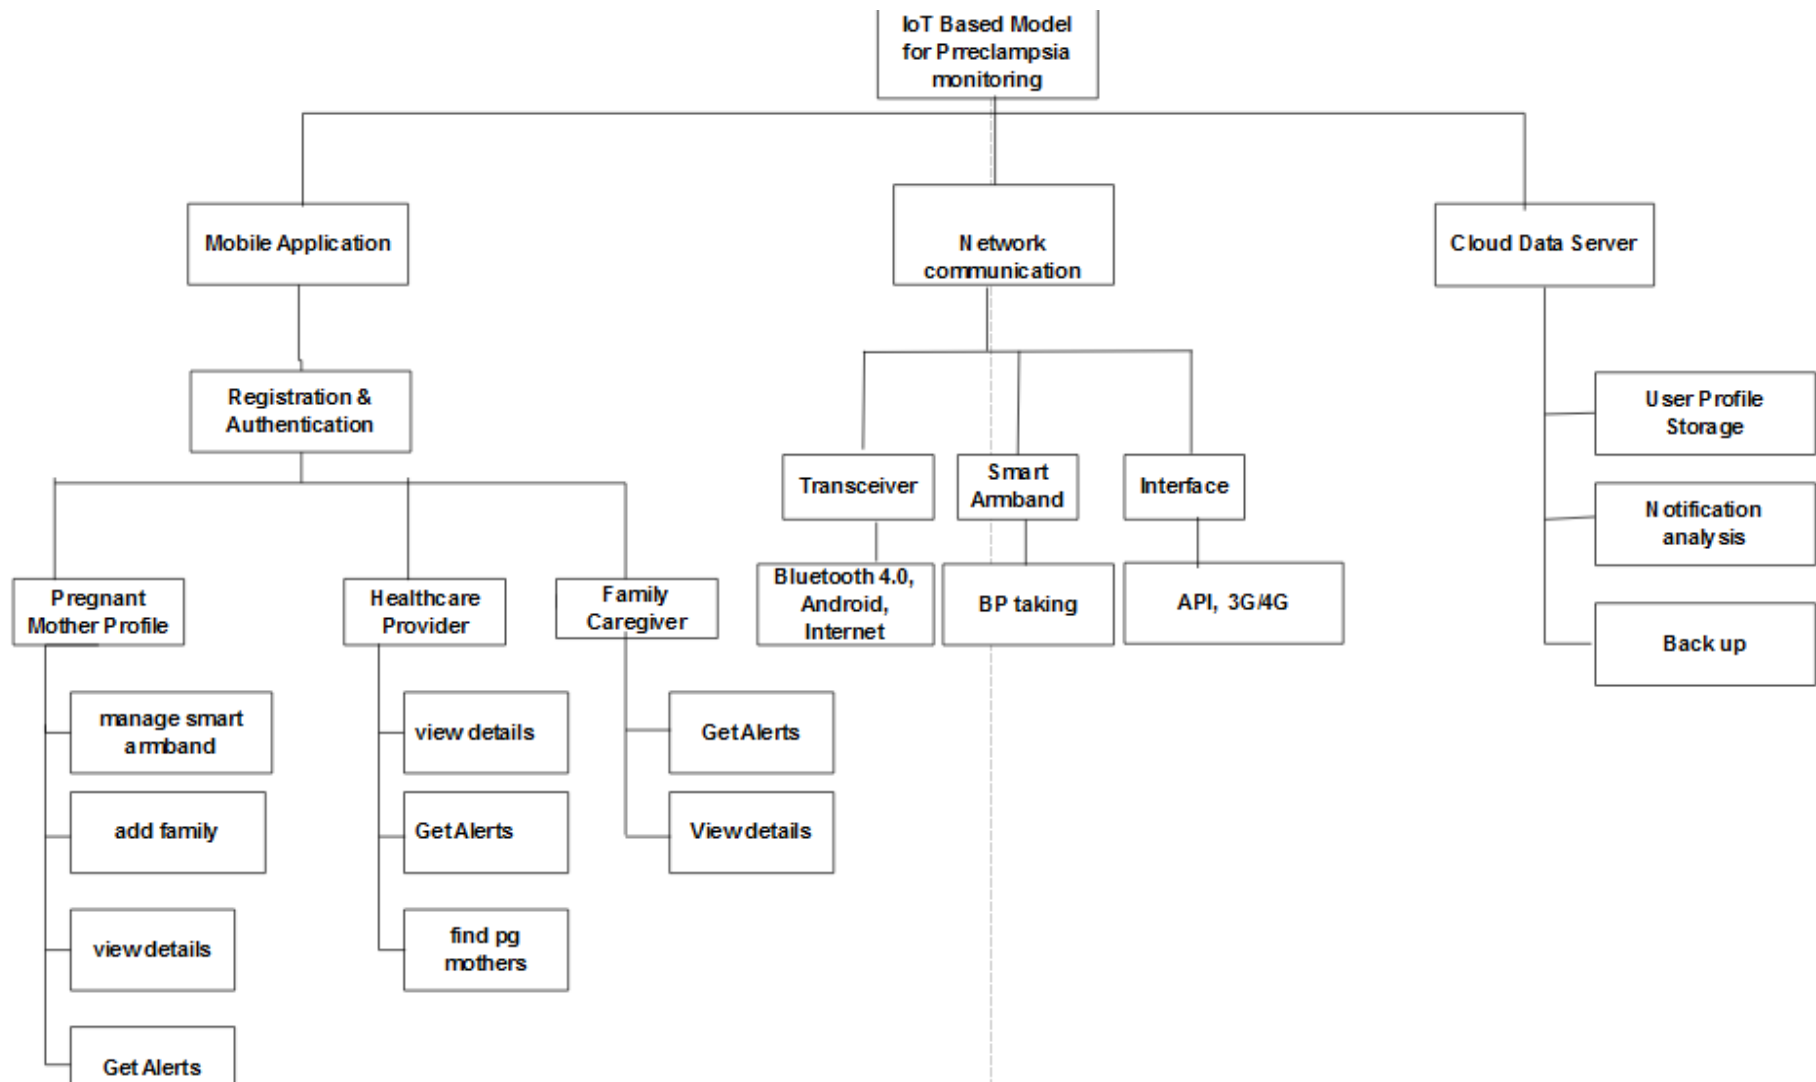 IoT Based Model
for Prreclampsia
monitoring
Mobile Application
Network
communication
Cloud Data Server
Registration &
Authentication
User Profile
Storage
Transceiver
Smart
Armband
Interface
Notification
analysis
Pregnant
Mother Profile
Healthcare
Provider
Family
Caregiver
Bluetooth 4.0,
Android,
Internet
BP taking
API, 3G/4G
Back up
manage smart
armband
view details
Get Alerts
add family
Get Alerts
View details
view details
find pg
mothers
Get Alerts